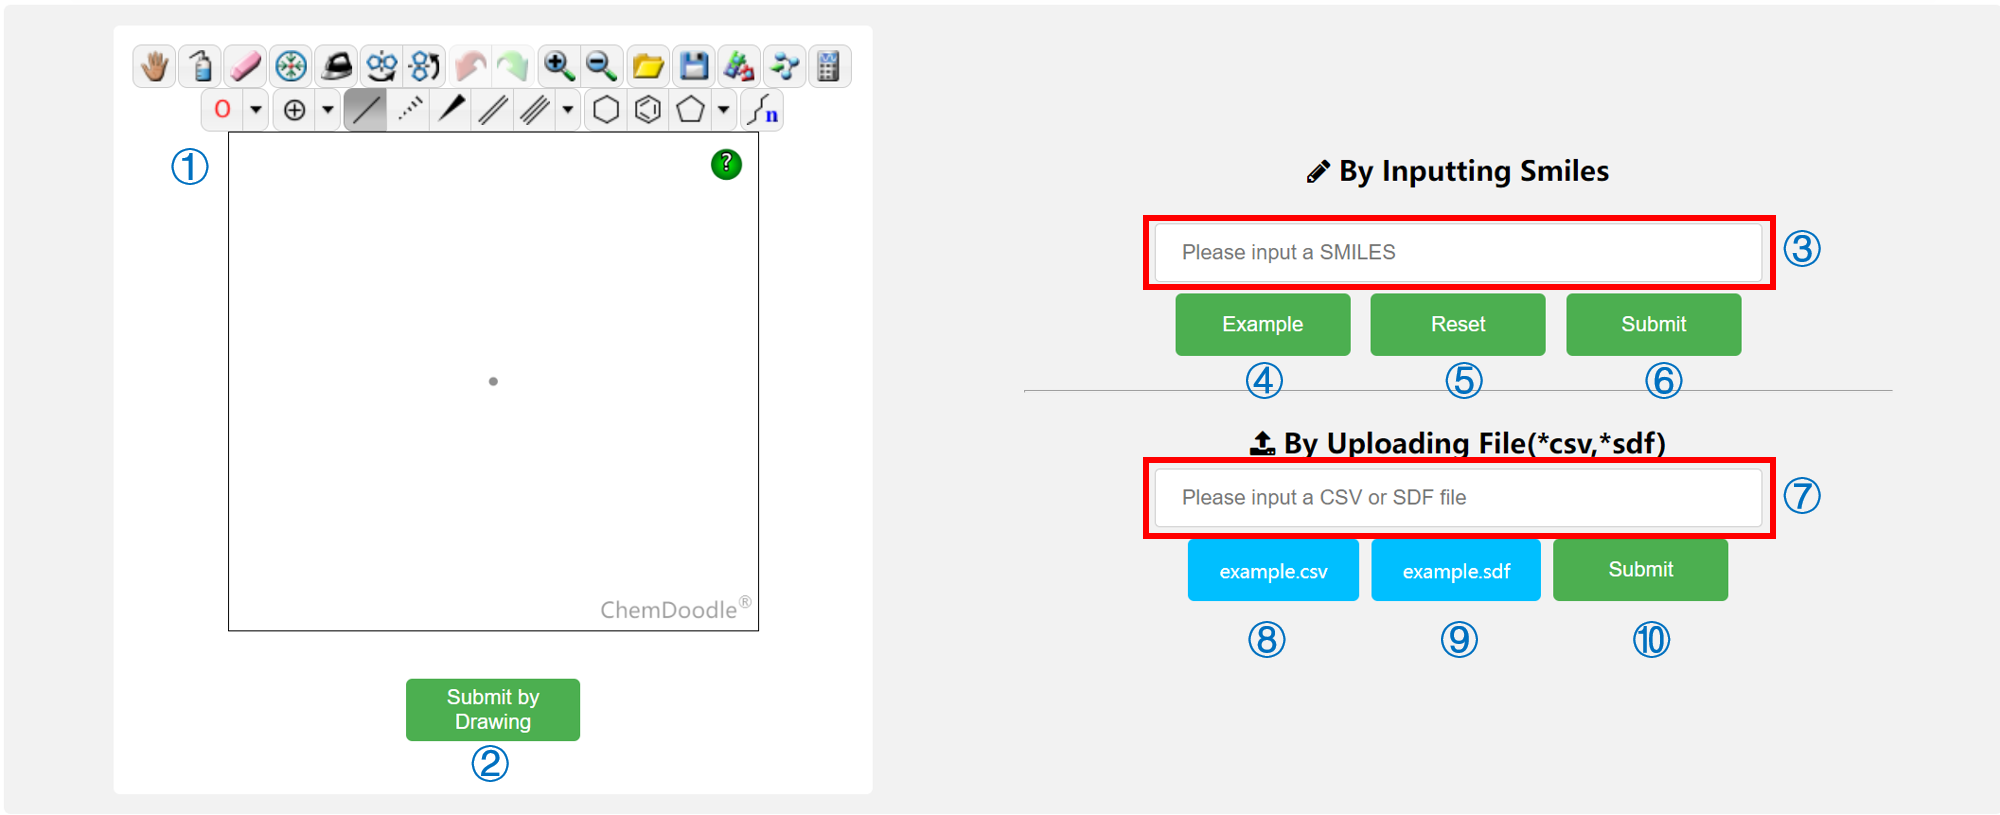 O
n
①
?
ChemDoodle®
Submit by
Drawing
②
By Inputting Smiles
Please input a SMILES
③
Example Reset Submit
④ ⑤ ⑥
By Uploading File(*csv,*sdf)
Please input a CSV or SDF file
⑦
example.csv example.sdf Submit
⑧ ⑨ ⑩